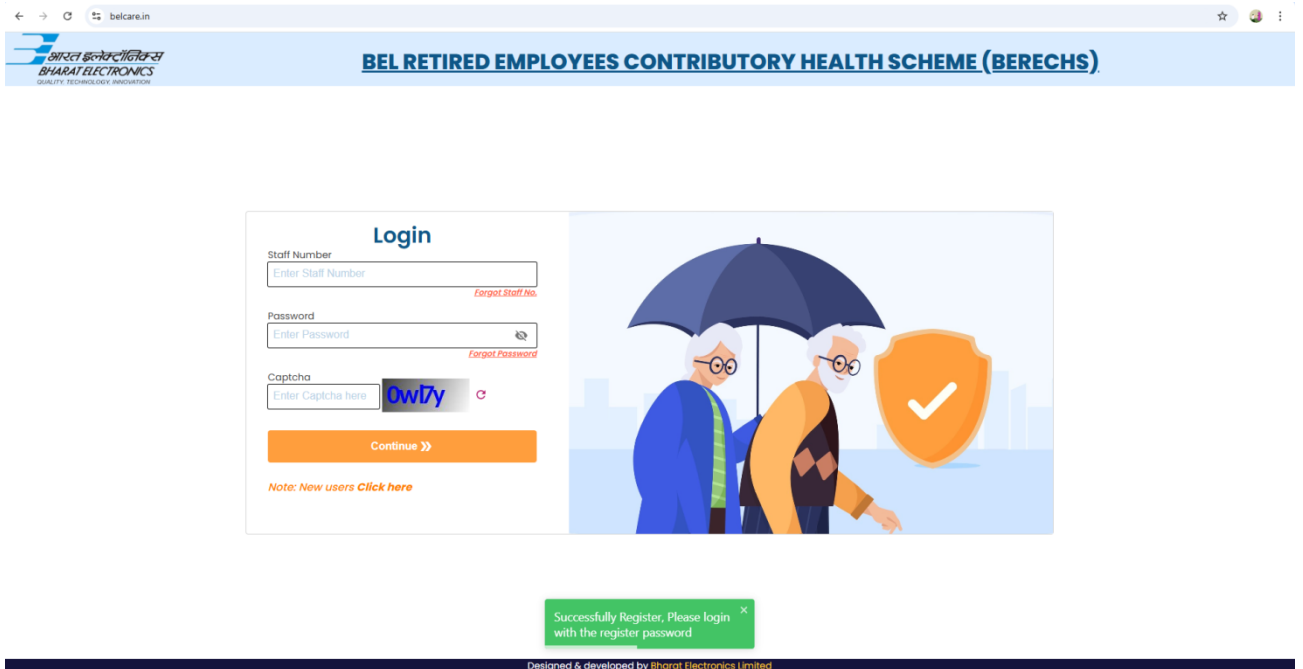 belcare.in
भारत इलेक्ट्रॉनिक्स
BHARAT ELECTRONICS
QUALITY. TECHNOLOGY. INNOVATION
BEL RETIRED EMPLOYEES CONTRIBUTORY HEALTH SCHEME (BERECHS)
Login
Staff Number
Enter Staff Number
Forgot Staff No.
Password
Enter Password
Forgot Password
Captcha
Enter Captcha here 0wl7y
Continue
Note: New users Click here
Successfully Register, Please login
with the register password
Designed & developed by Bharat Electronics Limited